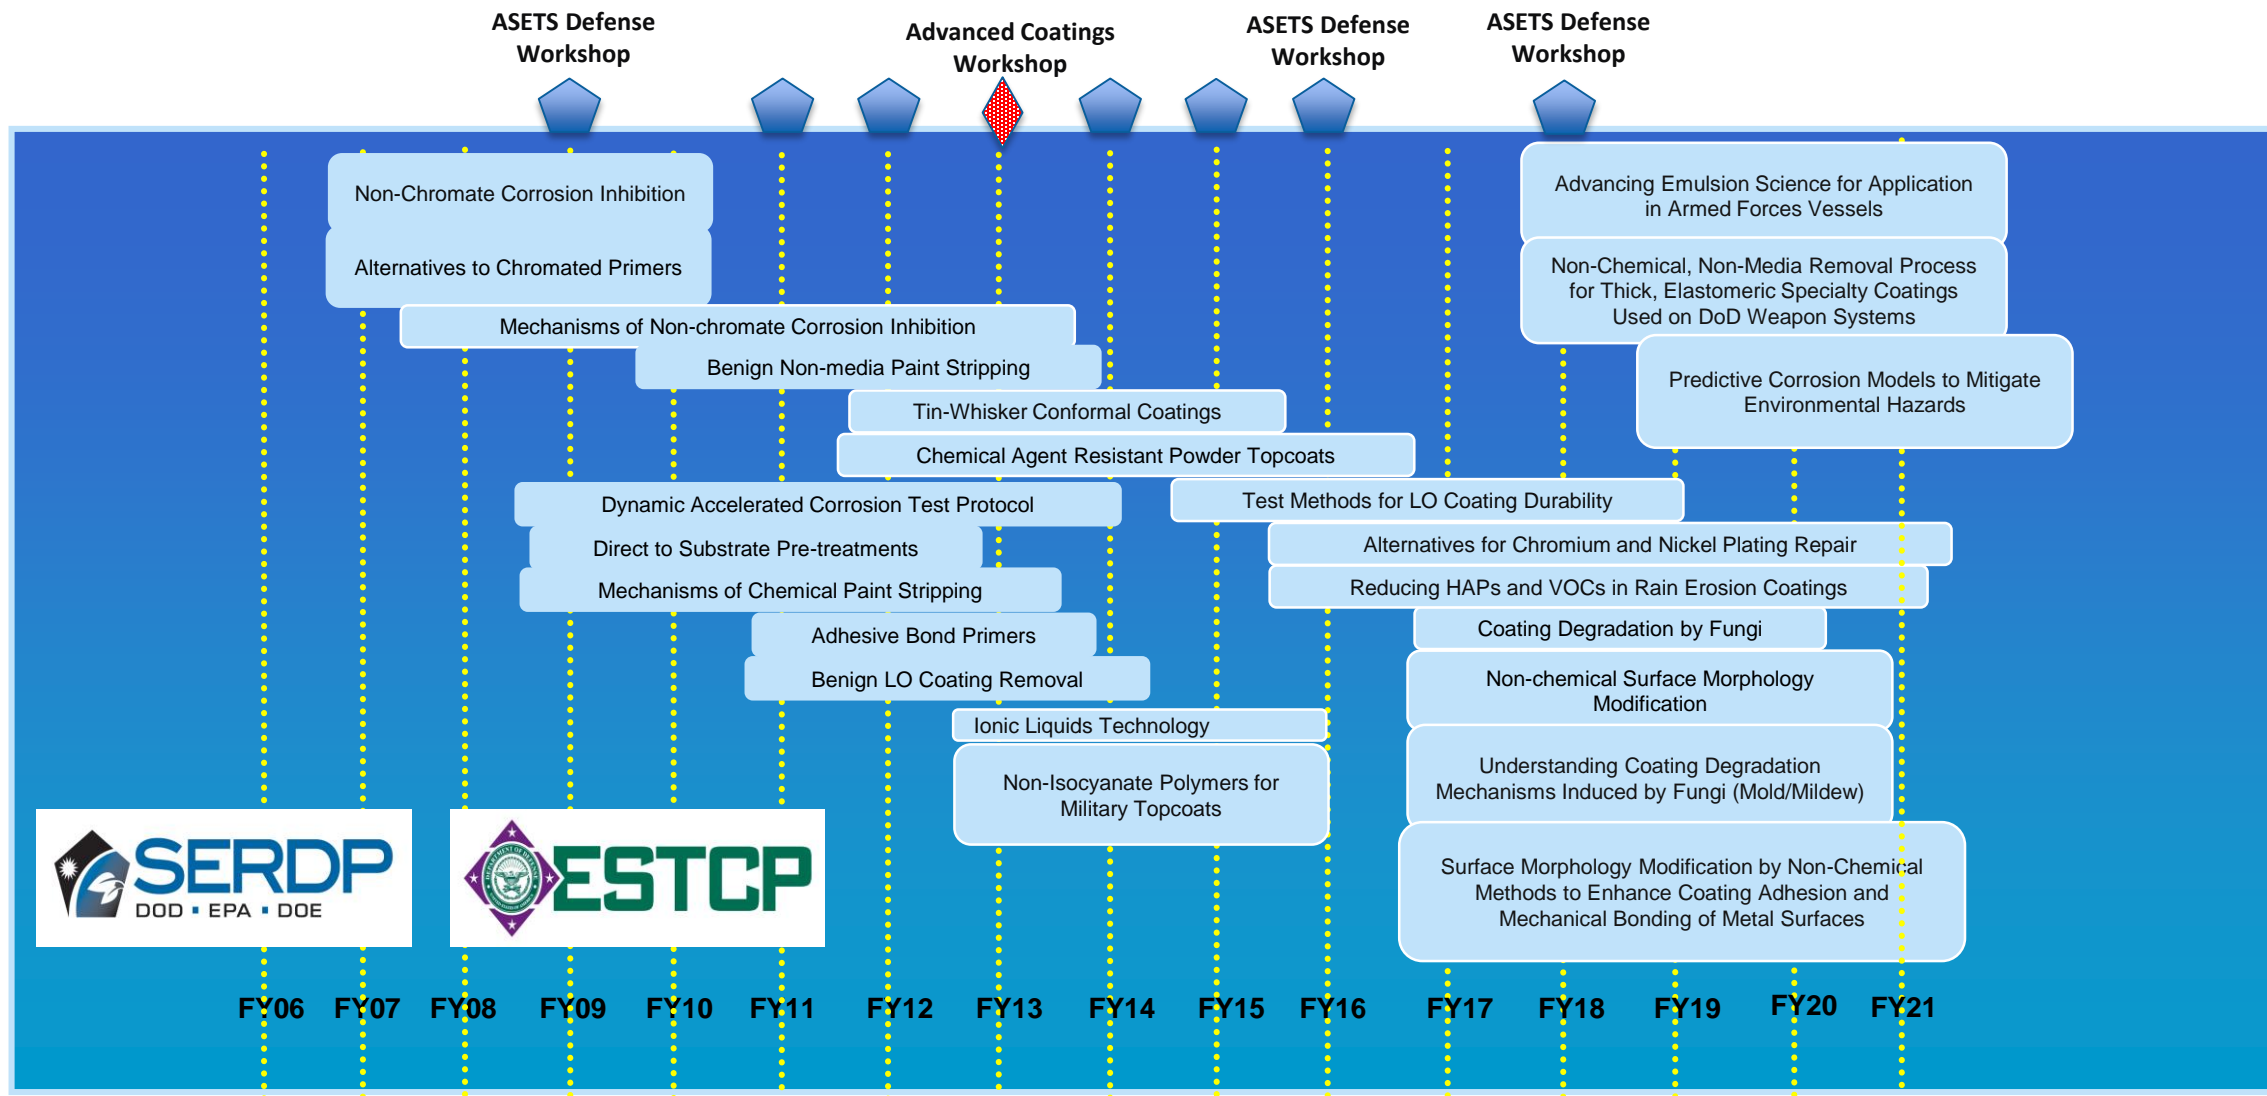 ASETS Defense
Workshop
Advanced Coatings
Workshop
ASETS Defense
Workshop
ASETS Defense
Workshop
Non-Chromate Corrosion Inhibition
Alternatives to Chromated Primers
Mechanisms of Non-chromate Corrosion Inhibition
Benign Non-media Paint Stripping
Tin-Whisker Conformal Coatings
Chemical Agent Resistant Powder Topcoats
Dynamic Accelerated Corrosion Test Protocol
Direct to Substrate Pre-treatments
Mechanisms of Chemical Paint Stripping
Adhesive Bond Primers
Benign LO Coating Removal
Ionic Liquids Technology
Non-Isocyanate Polymers for
Military Topcoats
Advancing Emulsion Science for Application
in Armed Forces Vessels
Non-Chemical, Non-Media Removal Process
for Thick, Elastomeric Specialty Coatings
Used on DoD Weapon Systems
Predictive Corrosion Models to Mitigate
Environmental Hazards
Test Methods for LO Coating Durability
Alternatives for Chromium and Nickel Plating Repair
Reducing HAPs and VOCs in Rain Erosion Coatings
Coating Degradation by Fungi
Non-chemical Surface Morphology
Modification
Understanding Coating Degradation
Mechanisms Induced by Fungi (Mold/Mildew)
Surface Morphology Modification by Non-Chemical
Methods to Enhance Coating Adhesion and
Mechanical Bonding of Metal Surfaces
SERDP
DOD ▪ EPA ▪ DOE
ESTCP
FY06 FY07 FY08 FY09 FY10 FY11 FY12 FY13 FY14 FY15 FY16 FY17 FY18 FY19 FY20 FY21